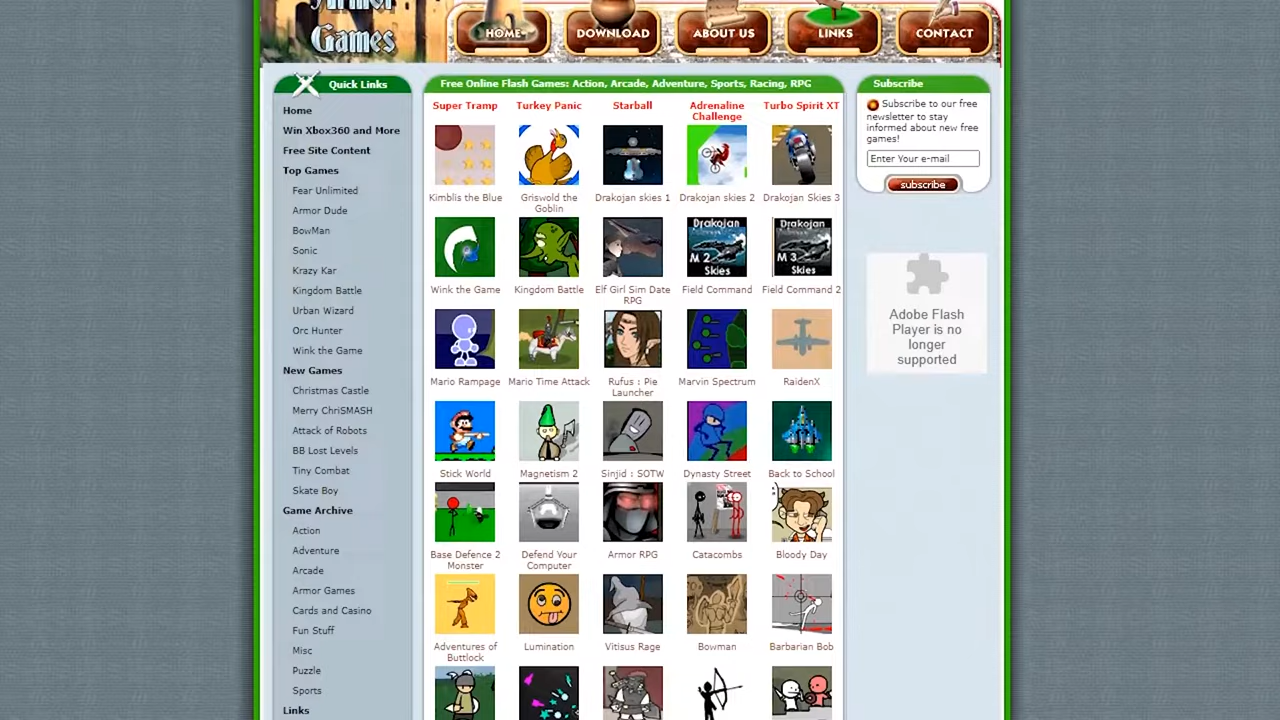 Armor
Games
HOME
DOWNLOAD
ABOUT US
LINKS
CONTACT
Quick Links
Home
Win Xbox360 and More
Free Site Content
Top Games
Fear Unlimited
Armor Dude
BowMan
Sonic
Krazy Kar
Kingdom Battle
Urban Wizard
Orc Hunter
Wink the Game
New Games
Christmas Castle
Merry ChriSMASH
Attack of Robots
BB Lost Levels
Tiny Combat
Skate Boy
Game Archive
Action
Adventure
Arcade
Armor Games
Cards and Casino
Fun Stuff
Misc
Puzzle
Sports
Links
Free Online Flash Games: Action, Arcade, Adventure, Sports, Racing, RPG
Super Tramp
Turkey Panic
Starball
Adrenaline
Challenge
Turbo Spirit XT
Kimblis the Blue
Griswold the
Goblin
Drakojan skies 1
Drakojan skies 2
Drakojan Skies 3
Drakojan
M 2
Skies
Drakojan
M 3
Skies
Wink the Game
Kingdom Battle
Elf Girl Sim Date
RPG
Field Command
Field Command 2
Mario Rampage
Mario Time Attack
Rufus : Pie
Launcher
Marvin Spectrum
RaidenX
Stick World
Magnetism 2
Sinjid : SOTW
Dynasty Street
Back to School
Base Defence 2
Monster
Defend Your
Computer
Armor RPG
Catacombs
Bloody Day
Adventures of
Buttlock
Lumination
Vitisus Rage
Bowman
Barbarian Bob
Subscribe
Subscribe to our free
newsletter to stay
informed about new free
games!
Enter Your e-mail
subscribe
Adobe Flash
Player is no
longer
supported